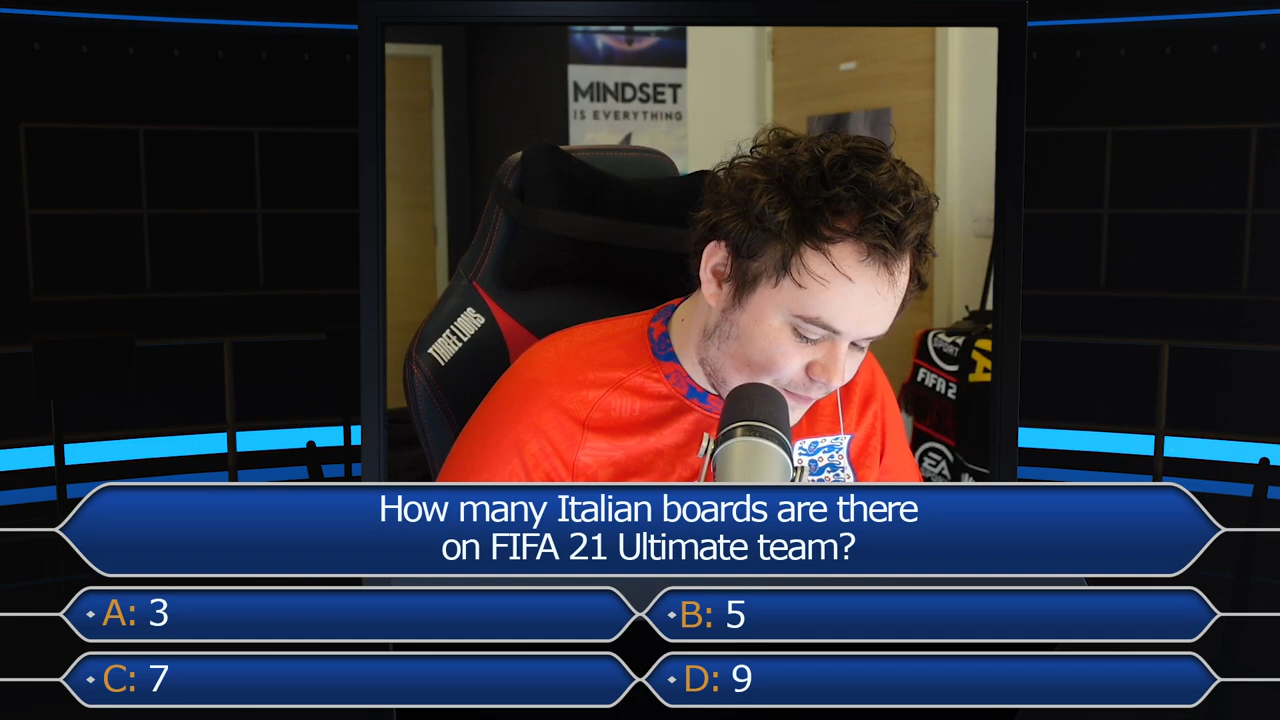 MINDSET
IS EVERYTHING
THREE LIONS
FIFA 2
EA
How many Italian boards are there
on FIFA 21 Ultimate team?
A: 3
B: 5
C: 7
D: 9